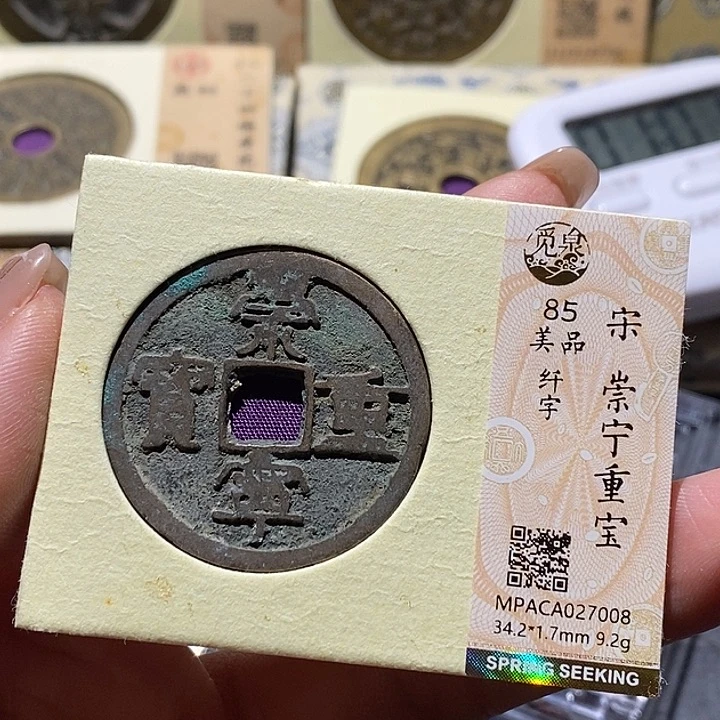 崇
寧
重
寶
觅泉
85
美品
纤字
宋 崇宁重宝
MPACA027008
34.2*1.7mm 9.2g
SPRING SEEKING